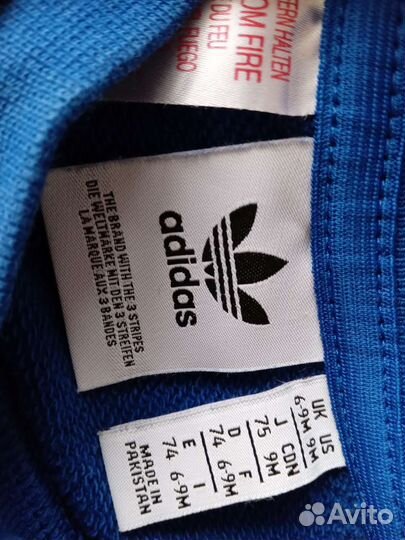 ERN HALTEN
OM FIRE
DU FEU
FUEGO
adidas
THE BRAND WITH THE 3 STRIPES
DIE WELTMARKE MIT DEN 3 STREIFEN
LA MARQUE AUX 3 BANDES
UK US
6-9M 9M
J CDN
75 9M
D F
74 6-9M
E I
74 6-9M
MADE IN
PAKISTAN
Avito